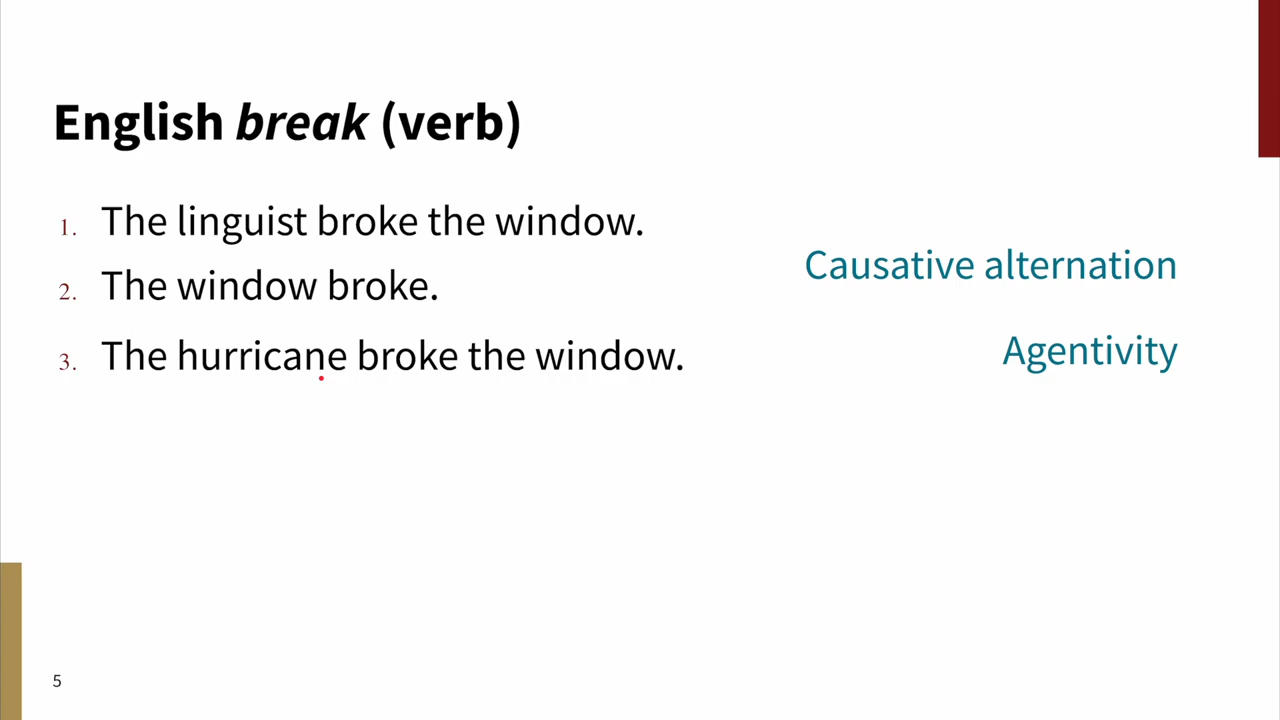 English break (verb)
1. The linguist broke the window.
2. The window broke.
Causative alternation
3. The hurricane broke the window.
Agentivity
5